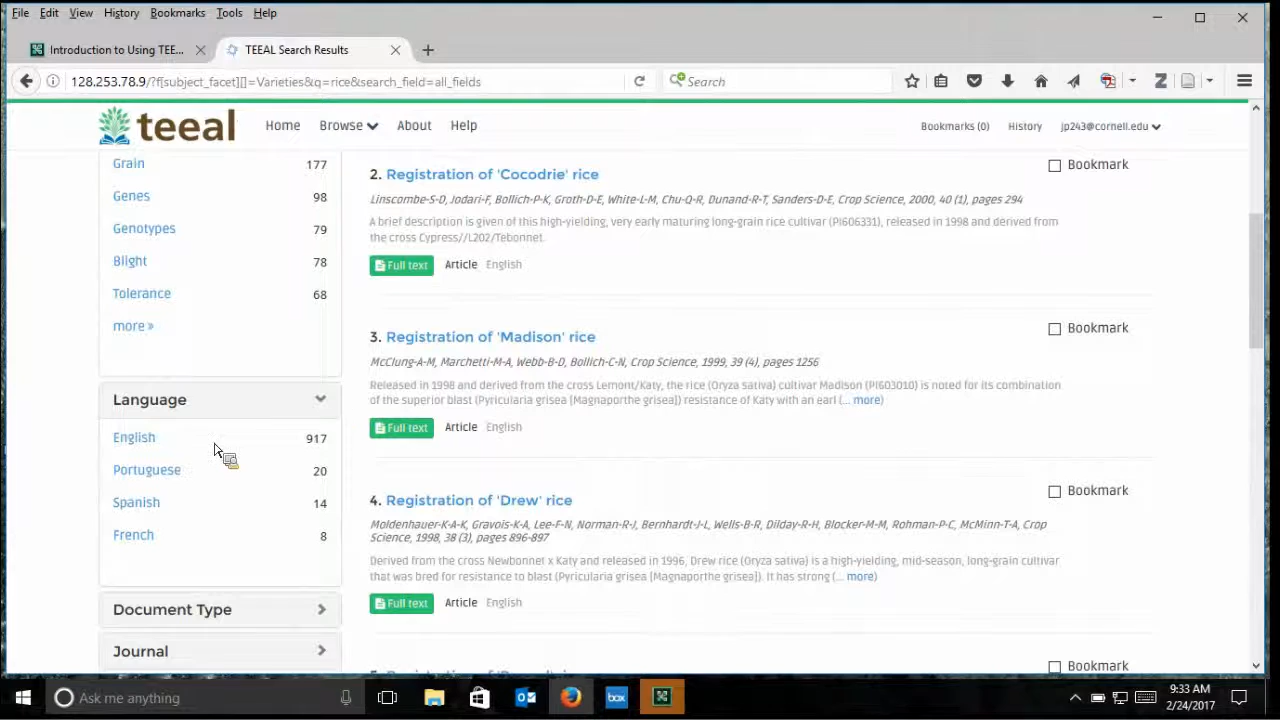 File Edit View History Bookmarks Tools Help
Introduction to Using TEE...
TEEAL Search Results
128.253.78.9/?f[subject_facet][]=Varieties&q=rice&search_field=all_fields
Search
teeal
Home Browse About Help
Bookmarks (0) History jp243@cornell.edu
Grain 177
Genes 98
Genotypes 79
Blight 78
Tolerance 68
more »
Language
English 917
Portuguese 20
Spanish 14
French 8
Document Type
Journal
2. Registration of 'Cocodrie' rice
Bookmark
Linscombe-S-D, Jodari-F, Bollich-P-K, Groth-D-E, White-L-M, Chu-Q-R, Dunand-R-T, Sanders-D-E, Crop Science, 2000, 40 (1), pages 294
A brief description is given of this high-yielding, very early maturing long-grain rice cultivar (PI606331), released in 1998 and derived from
the cross Cypress//L202/Tebonnet.
Full text Article English
3. Registration of 'Madison' rice
Bookmark
McClung-A-M, Marchetti-M-A, Webb-B-D, Bollich-C-N, Crop Science, 1999, 39 (4), pages 1256
Released in 1998 and derived from the cross Lemont/Katy, the rice (Oryza sativa) cultivar Madison (PI603010) is noted for its combination
of the superior blast (Pyricularia grisea [Magnaporthe grisea]) resistance of Katy with an earl (... more)
Full text Article English
4. Registration of 'Drew' rice
Bookmark
Moldenhauer-K-A-K, Gravois-K-A, Lee-F-N, Norman-R-J, Bernhardt-J-L, Wells-B-R, Dilday-R-H, Blocker-M-M, Rohman-P-C, McMinn-T-A, Crop
Science, 1998, 38 (3), pages 896-897
Derived from the cross Newbonnet x Katy and released in 1996, Drew rice (Oryza sativa) is a high-yielding, mid-season, long-grain cultivar
that was bred for resistance to blast (Pyricularia grisea [Magnaporthe grisea]). It has strong (... more)
Full text Article English
Bookmark
Ask me anything
box
9:33 AM
2/24/2017